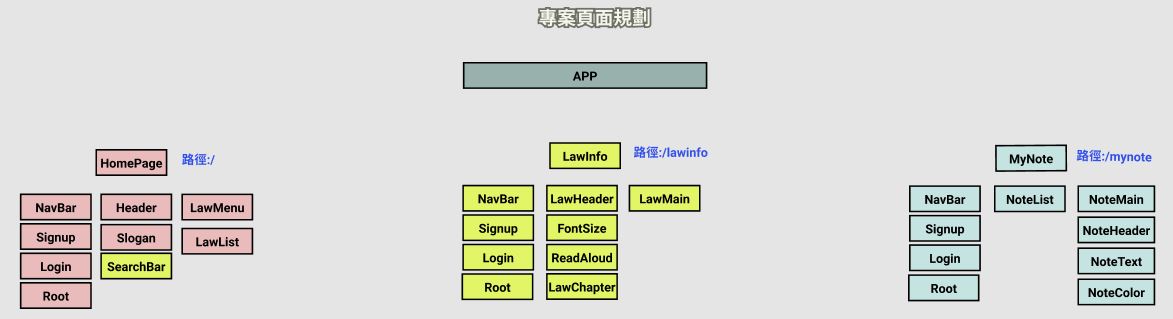 專案頁面規劃
APP
HomePage
路徑:/
NavBar
Signup
Login
Root
Header
Slogan
SearchBar
LawMenu
LawList
LawInfo
路徑:/lawinfo
NavBar
Signup
Login
Root
LawHeader
FontSize
ReadAloud
LawChapter
LawMain
MyNote
路徑:/mynote
NavBar
Signup
Login
Root
NoteList
NoteMain
NoteHeader
NoteText
NoteColor